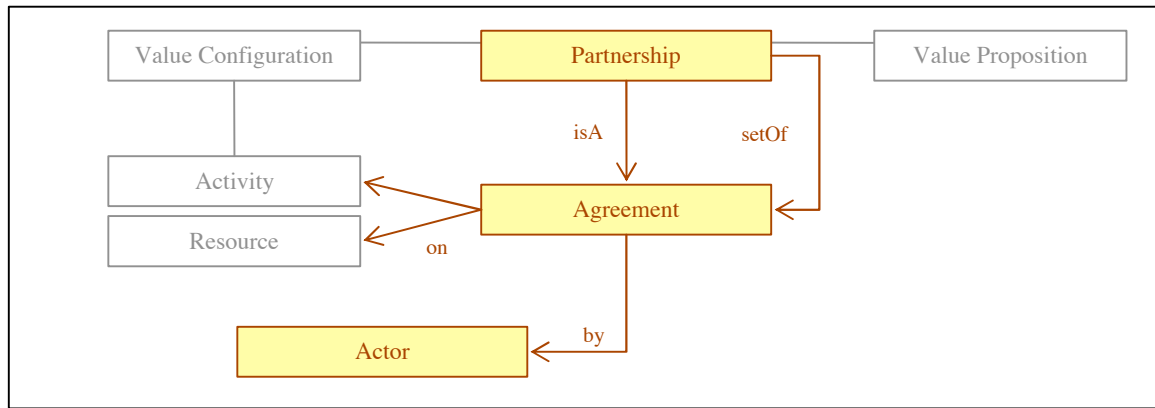 Value Configuration
Partnership
Value Proposition
isA
setOf
Activity
Agreement
Resource
on
by
Actor